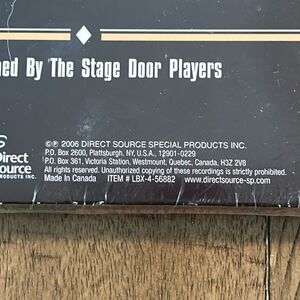 ned By The Stage Door Players
Direct
ource
PRODUCTS INC.
©℗ 2006 DIRECT SOURCE SPECIAL PRODUCTS INC.
P.O. Box 2600, Plattsburgh, NY, U.S.A., 12901-0229
P.O. Box 361, Victoria Station, Westmount, Quebec, Canada, H3Z 2V8
All rights reserved. Unauthorized copying of these recordings is strictly prohibited.
Made In Canada ITEM # LBX-4-56882 www.directsource-sp.com